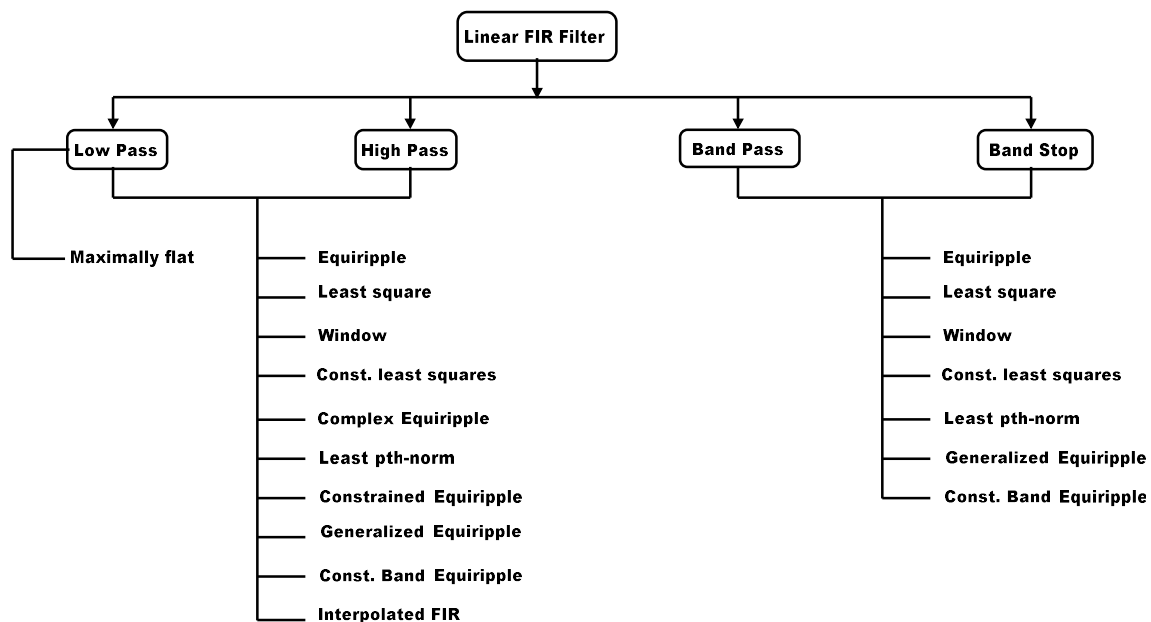 Linear FIR Filter
Low Pass
High Pass
Band Pass
Band Stop
Maximally flat
Equiripple
Least square
Window
Const. least squares
Complex Equiripple
Least pth-norm
Constrained Equiripple
Generalized Equiripple
Const. Band Equiripple
Interpolated FIR
Equiripple
Least square
Window
Const. least squares
Least pth-norm
Generalized Equiripple
Const. Band Equiripple